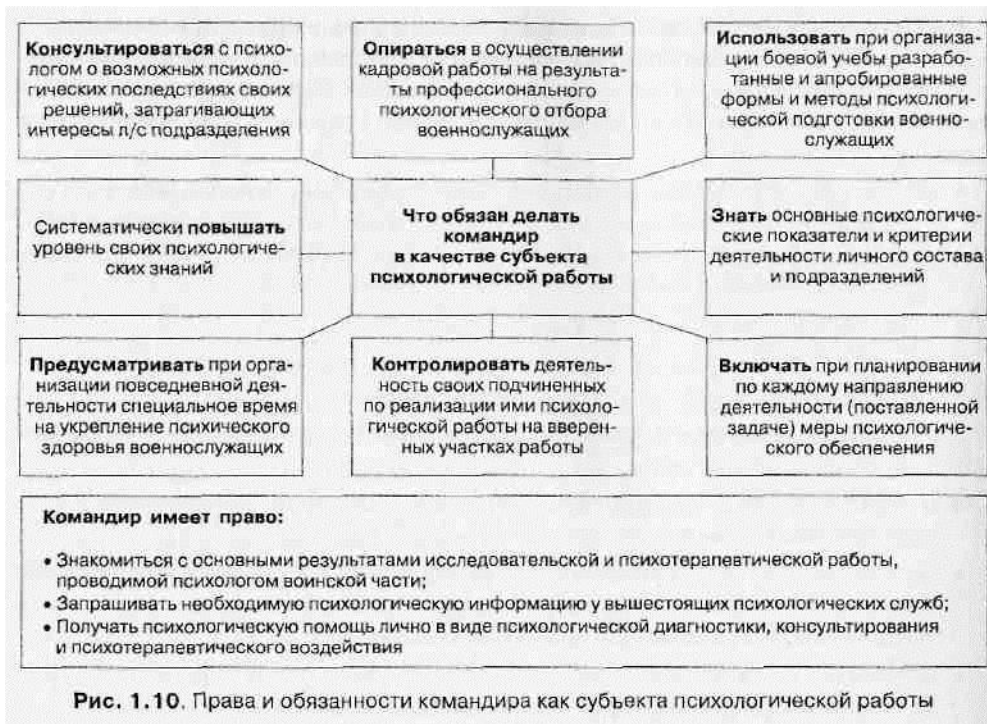 Консультироваться с психо-
логом о возможных психоло-
гических последствиях своих
решений, затрагивающих
интересы л/с подразделения
Опираться в осуществлении
кадровой работы на результа-
ты профессионального
психологического отбора
военнослужащих
Использовать при организа-
ции боевой учебы разрабо-
танные и апробированные
формы и методы психологи-
ческой подготовки военно-
служащих
Систематически повышать
уровень своих психологиче-
ских знаний
Что обязан делать
командир
в качестве субъекта
психологической работы
Знать основные психологиче-
ские показатели и критерии
деятельности личного состава
и подразделений
Предусматривать при орга-
низации повседневной дея-
тельности специальное время
на укрепление психического
здоровья военнослужащих
Контролировать деятель-
ность своих подчиненных
по реализации ими психоло-
гической работы на вверен-
ных участках работы
Включать при планировании
по каждому направлению
деятельности (поставленной
задаче) меры психологиче-
ского обеспечения
Командир имеет право:
• Знакомиться с основными результатами исследовательской и психотерапевтической работы,
проводимой психологом воинской части;
• Запрашивать необходимую психологическую информацию у вышестоящих психологических служб;
• Получать психологическую помощь лично в виде психологической диагностики, консультирования
и психотерапевтического воздействия
Рис. 1.10. Права и обязанности командира как субъекта психологической работы